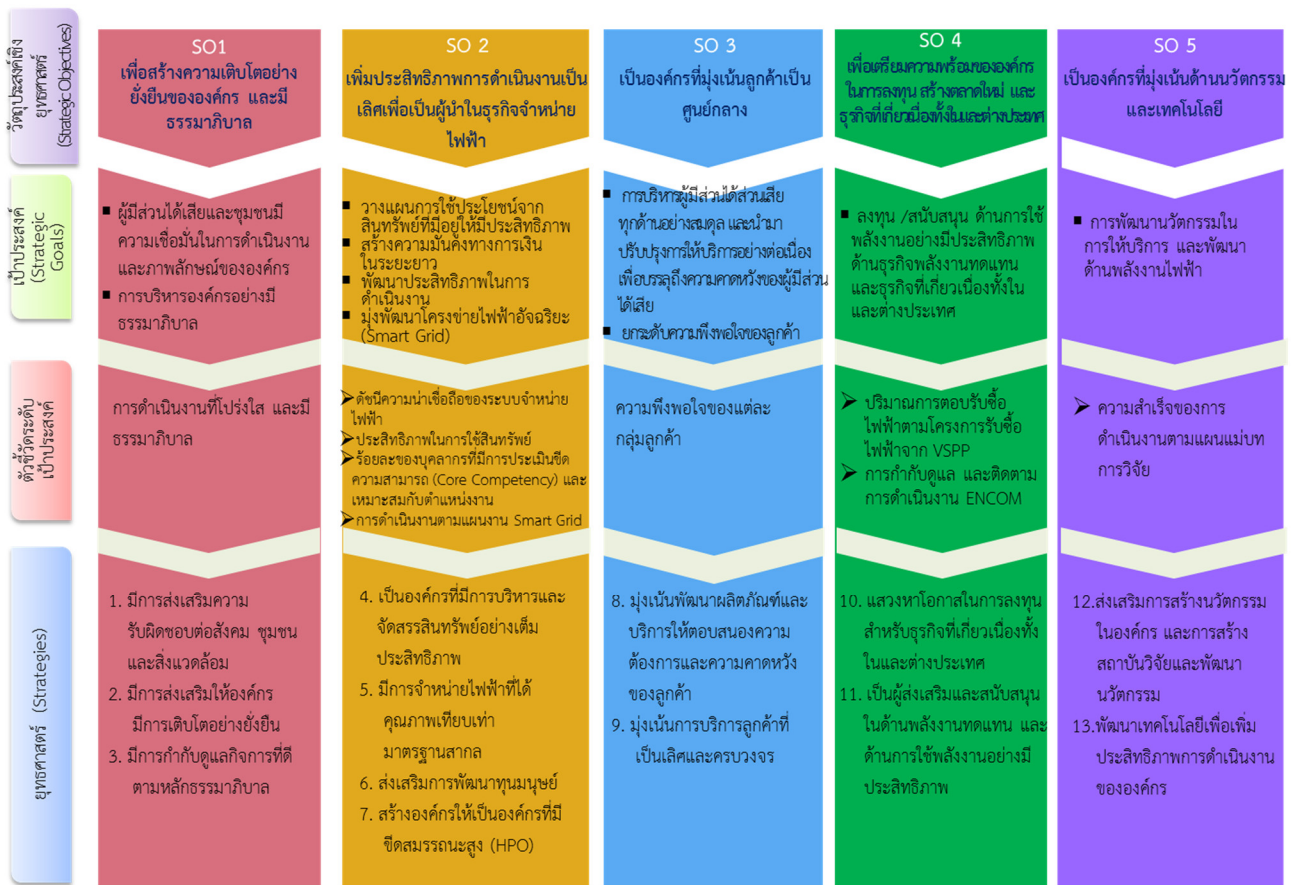 วัตถุประสงค์เชิง
ยุทธศาสตร์
(Strategic Objectives)
SO1
เพื่อสร้างความเติบโตอย่าง
ยั่งยืนขององค์กร และมี
ธรรมาภิบาล
SO 2
เพิ่มประสิทธิภาพการดำเนินงานเป็น
เลิศเพื่อเป็นผู้นำในธุรกิจจำหน่าย
ไฟฟ้า
SO 3
เป็นองค์กรที่มุ่งเน้นลูกค้าเป็น
ศูนย์กลาง
SO 4
เพื่อเตรียมความพร้อมขององค์กร
ในการลงทุน สร้างตลาดใหม่ และ
ธุรกิจที่เกี่ยวเนื่องทั้งในและต่างประเทศ
SO 5
เป็นองค์กรที่มุ่งเน้นด้านนวัตกรรม
และเทคโนโลยี
เป้าประสงค์
(Strategic
Goals)
▪ ผู้มีส่วนได้เสียและชุมชนมี
ความเชื่อมั่นในการดำเนินงาน
และภาพลักษณ์ขององค์กร
▪ การบริหารองค์กรอย่างมี
ธรรมาภิบาล
▪ วางแผนการใช้ประโยชน์จาก
สินทรัพย์ที่มีอยู่ให้มีประสิทธิภาพ
▪ สร้างความมั่นคงทางการเงิน
ในระยะยาว
▪ พัฒนาประสิทธิภาพในการ
ดำเนินงาน
▪ มุ่งพัฒนาโครงข่ายไฟฟ้าอัจฉริยะ
(Smart Grid)
▪ การบริหารผู้มีส่วนได้ส่วนเสีย
ทุกด้านอย่างสมดุล และนำมา
ปรับปรุงการให้บริการอย่างต่อเนื่อง
เพื่อบรรลุถึงความคาดหวังของผู้มีส่วน
ได้เสีย
▪ ยกระดับความพึงพอใจของลูกค้า
▪ ลงทุน /สนับสนุน ด้านการใช้
พลังงานอย่างมีประสิทธิภาพ
ด้านธุรกิจพลังงานทดแทน
และธุรกิจที่เกี่ยวเนื่องทั้งใน
และต่างประเทศ
▪ การพัฒนานวัตกรรมใน
การให้บริการ และพัฒนา
ด้านพลังงานไฟฟ้า
ตัวชี้วัดระดับ
เป้าประสงค์
การดำเนินงานที่โปร่งใส และมี
ธรรมาภิบาล
➢ดัชนีความน่าเชื่อถือของระบบจำหน่าย
ไฟฟ้า
➢ประสิทธิภาพในการใช้สินทรัพย์
➢ร้อยละของบุคลากรที่มีการประเมินขีด
ความสามารถ (Core Competency) และ
เหมาะสมกับตำแหน่งงาน
➢การดำเนินงานตามแผนงาน Smart Grid
ความพึงพอใจของแต่ละ
กลุ่มลูกค้า
➢ ปริมาณการตอบรับซื้อ
ไฟฟ้าตามโครงการรับซื้อ
ไฟฟ้าจาก VSPP
➢ การกำกับดูแล และติดตาม
การดำเนินงาน ENCOM
➢ ความสำเร็จของการ
ดำเนินงานตามแผนแม่บท
การวิจัย
ยุทธศาสตร์ (Strategies)
1. มีการส่งเสริมความ
รับผิดชอบต่อสังคม ชุมชน
และสิ่งแวดล้อม
2. มีการส่งเสริมให้องค์กร
มีการเติบโตอย่างยั่งยืน
3. มีการกำกับดูแลกิจการที่ดี
ตามหลักธรรมาภิบาล
4. เป็นองค์กรที่มีการบริหารและ
จัดสรรสินทรัพย์อย่างเต็ม
ประสิทธิภาพ
5. มีการจำหน่ายไฟฟ้าที่ได้
คุณภาพเทียบเท่า
มาตรฐานสากล
6. ส่งเสริมการพัฒนาทุนมนุษย์
7. สร้างองค์กรให้เป็นองค์กรที่มี
ขีดสมรรถนะสูง (HPO)
8. มุ่งเน้นพัฒนาผลิตภัณฑ์และ
บริการให้ตอบสนองความ
ต้องการและความคาดหวัง
ของลูกค้า
9. มุ่งเน้นการบริการลูกค้าที่
เป็นเลิศและครบวงจร
10. แสวงหาโอกาสในการลงทุน
สำหรับธุรกิจที่เกี่ยวเนื่องทั้ง
ในและต่างประเทศ
11. เป็นผู้ส่งเสริมและสนับสนุน
ในด้านพลังงานทดแทน และ
ด้านการใช้พลังงานอย่างมี
ประสิทธิภาพ
12.ส่งเสริมการสร้างนวัตกรรม
ในองค์กร และการสร้าง
สถาบันวิจัยและพัฒนา
นวัตกรรม
13.พัฒนาเทคโนโลยีเพื่อเพิ่ม
ประสิทธิภาพการดำเนินงาน
ขององค์กร